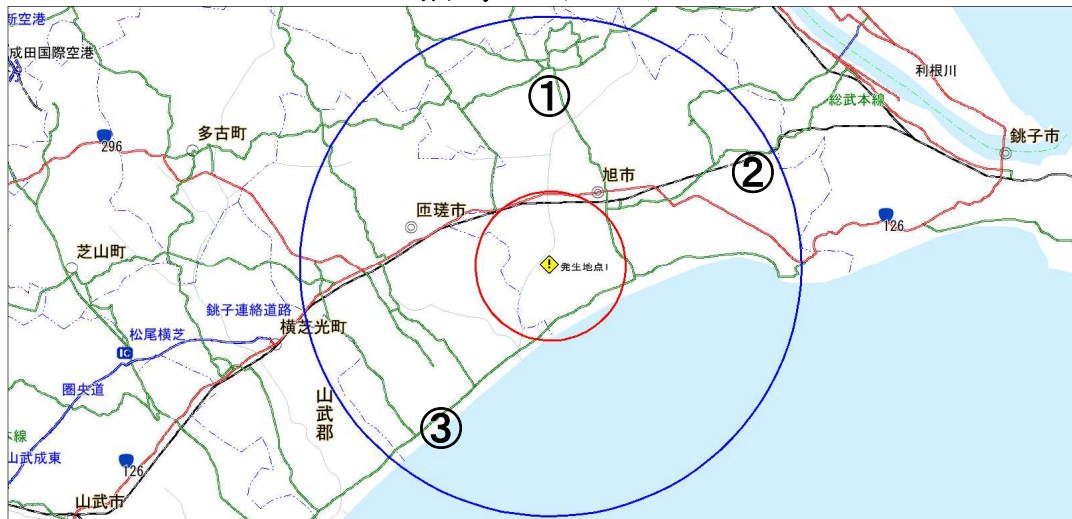 新空港
成田国際空港
利根川
①
総武本線
296
多古町
銚子市
旭市
②
匝瑳市
126
芝山町
発生地点1
銚子連絡道路
松尾横芝
横芝光町
IC
圏央道
山武郡
③
本線
山武成東
126
山武市